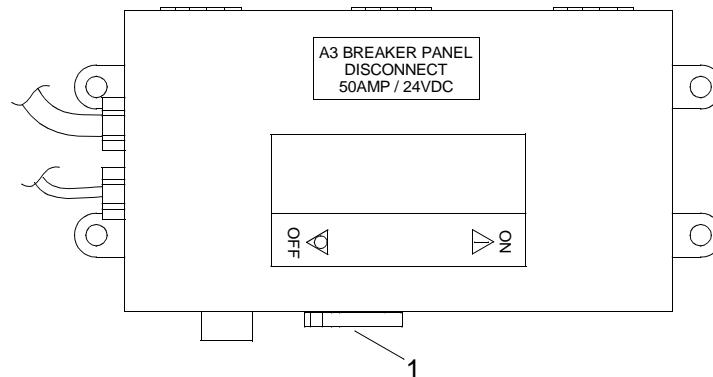 A3 BREAKER PANEL
DISCONNECT
50AMP / 24VDC
OFF
ON
1